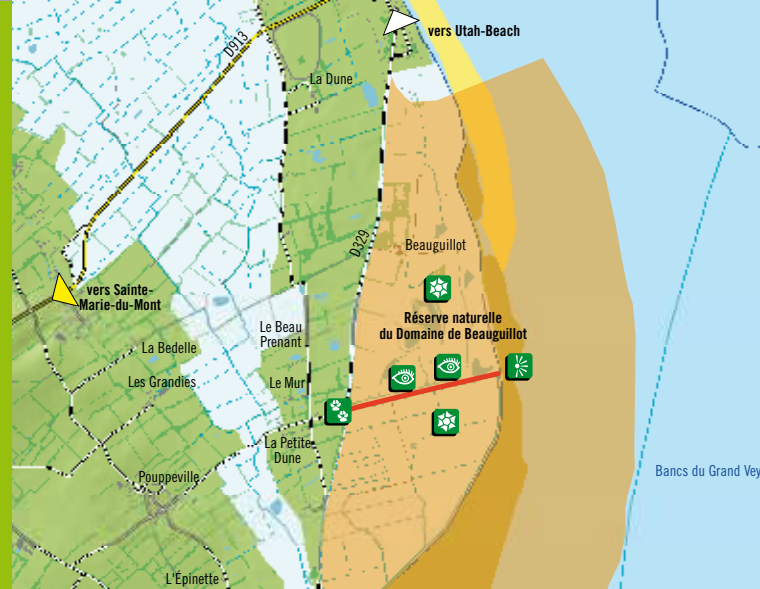 vers Utah-Beach
D913
La Dune
D329
Beauguillot
vers Sainte-
Marie-du-Mont
Réserve naturelle
du Domaine de Beauguillot
Le Beau
Prenant
La Bedelle
Les Grandies
Le Mur
La Petite
Dune
Pouppeville
Bancs du Grand Vey
L'Épinette